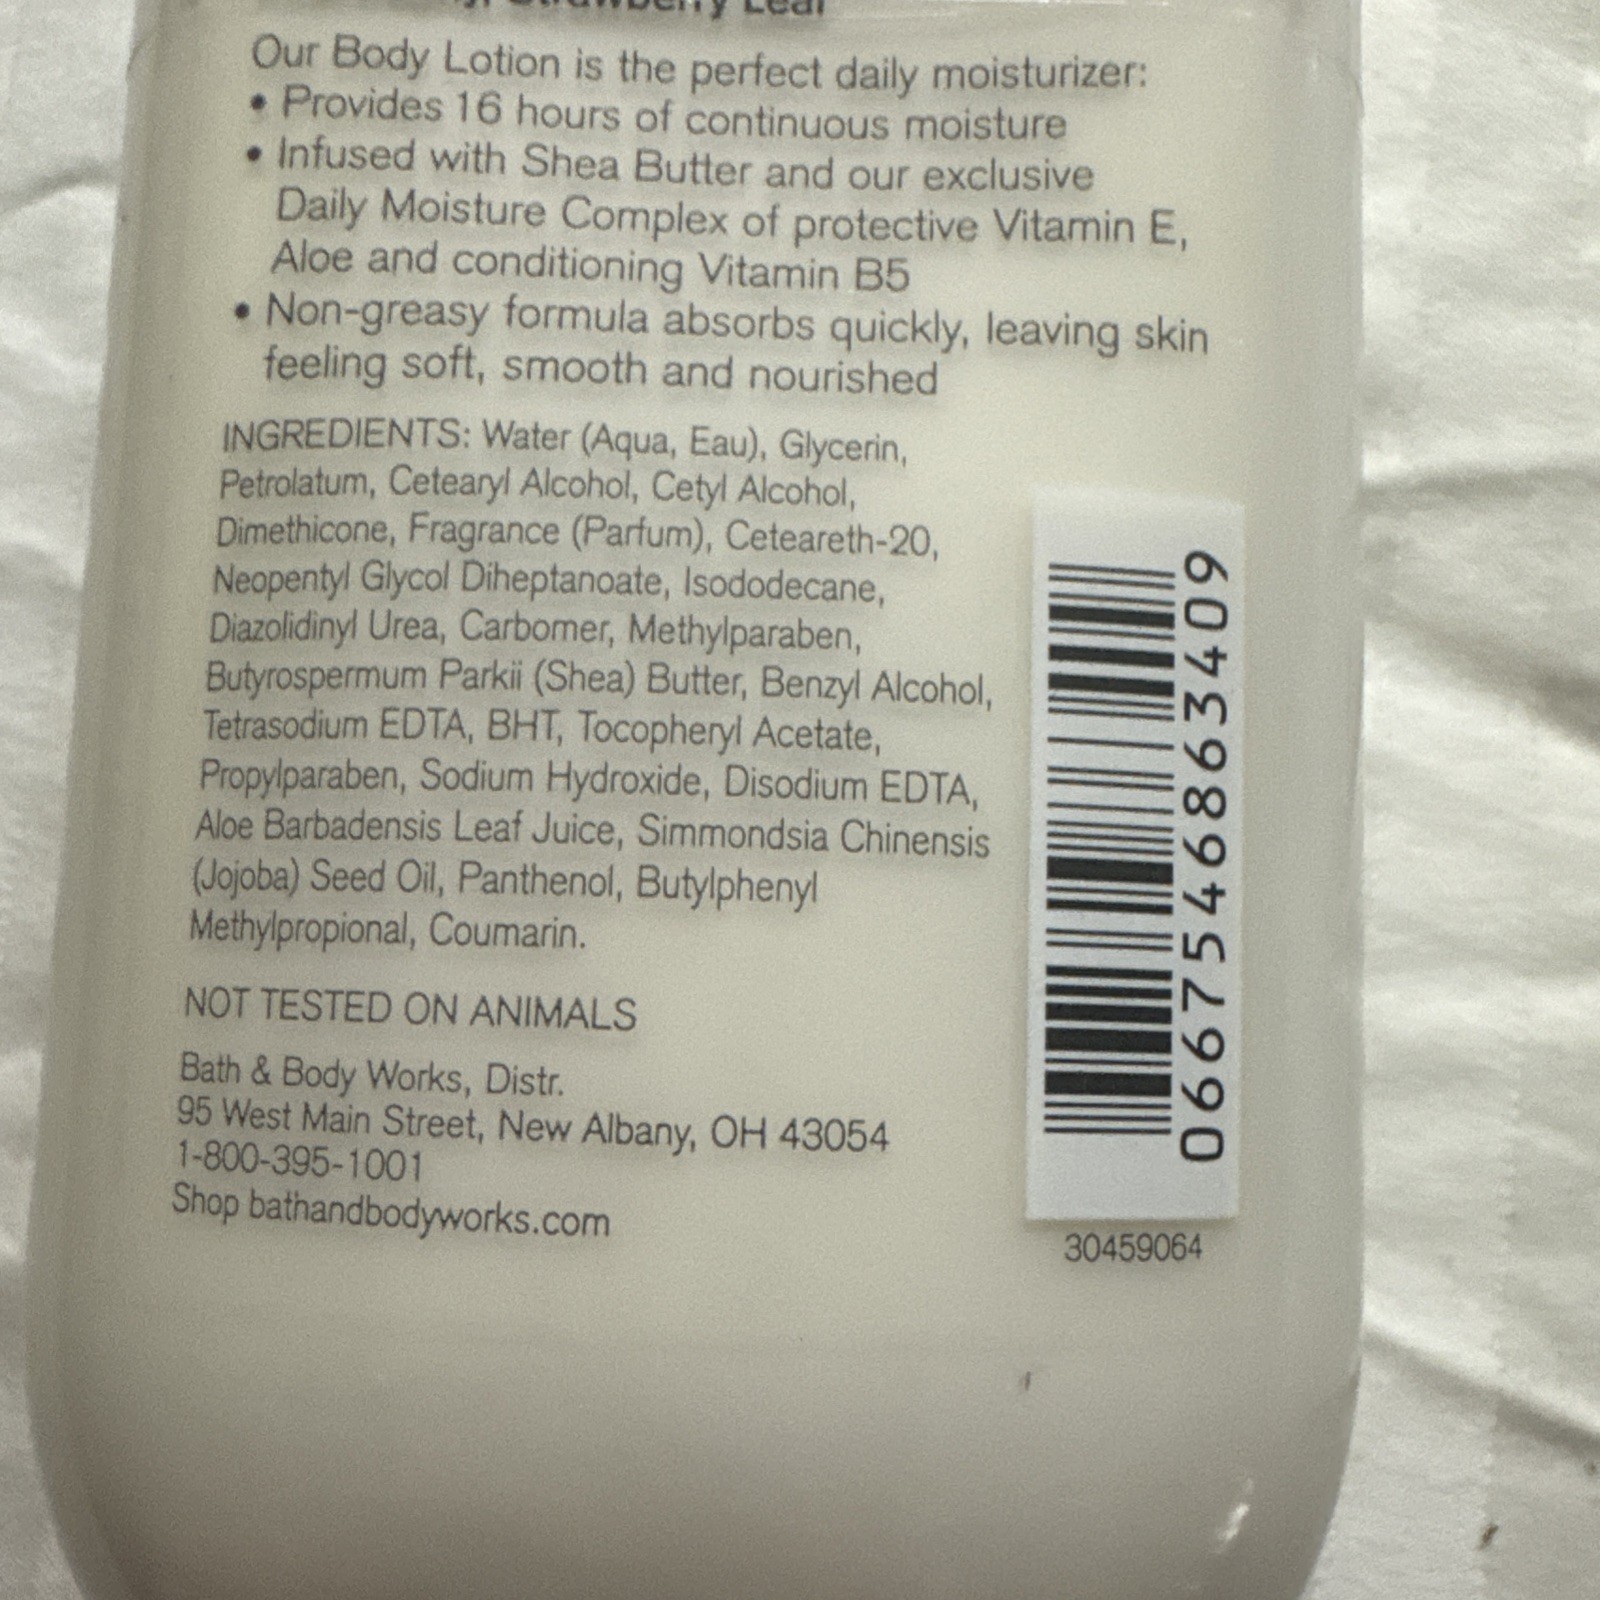 Strawberry Leaf
Our Body Lotion is the perfect daily moisturizer:
• Provides 16 hours of continuous moisture
• Infused with Shea Butter and our exclusive
Daily Moisture Complex of protective Vitamin E,
Aloe and conditioning Vitamin B5
• Non-greasy formula absorbs quickly, leaving skin
feeling soft, smooth and nourished
INGREDIENTS: Water (Aqua, Eau), Glycerin,
Petrolatum, Cetearyl Alcohol, Cetyl Alcohol,
Dimethicone, Fragrance (Parfum), Ceteareth-20,
Neopentyl Glycol Diheptanoate, Isododecane,
Diazolidinyl Urea, Carbomer, Methylparaben,
Butyrospermum Parkii (Shea) Butter, Benzyl Alcohol,
Tetrasodium EDTA, BHT, Tocopheryl Acetate,
Propylparaben, Sodium Hydroxide, Disodium EDTA,
Aloe Barbadensis Leaf Juice, Simmondsia Chinensis
(Jojoba) Seed Oil, Panthenol, Butylphenyl
Methylpropional, Coumarin.
NOT TESTED ON ANIMALS
Bath & Body Works, Distr.
95 West Main Street, New Albany, OH 43054
1-800-395-1001
Shop bathandbodyworks.com
0667546863409
30459064